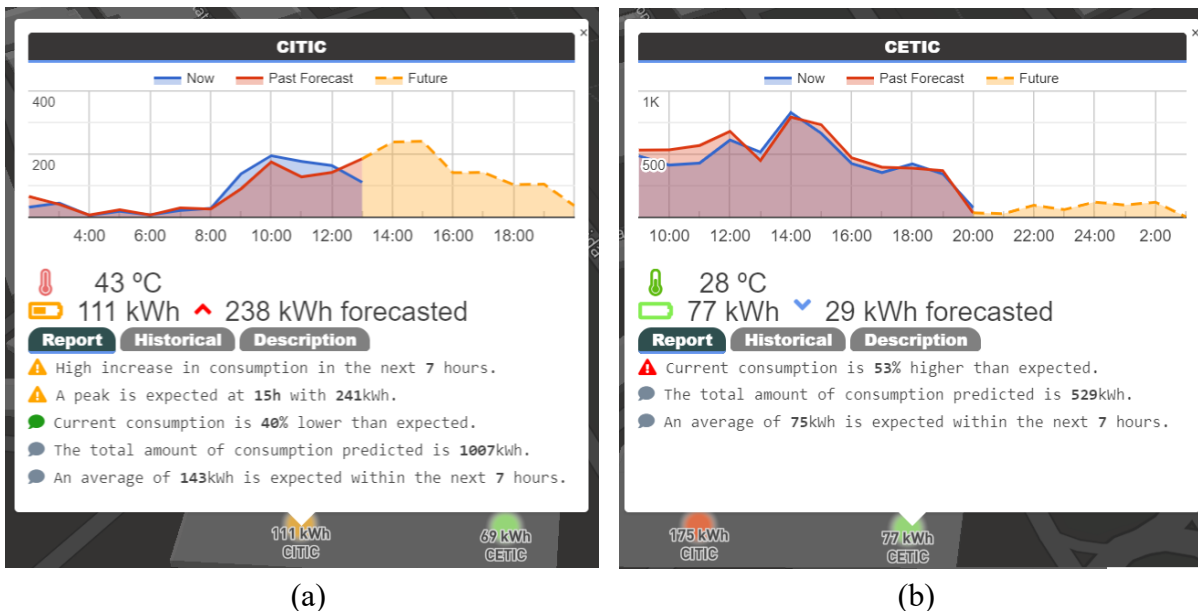 CITIC
×
Now Past Forecast Future
400
200
4:00 6:00 8:00 10:00 12:00 14:00 16:00 18:00
43 ºC
111 kWh 238 kWh forecasted
Report Historical Description
High increase in consumption in the next 7 hours.
A peak is expected at 15h with 241kWh.
Current consumption is 40% lower than expected.
The total amount of consumption predicted is 1007kWh.
An average of 143kWh is expected within the next 7 hours.
111 kWh
CITIC
69 kWh
CETIC
(a)
CETIC
×
Now Past Forecast Future
1K
500
10:00 12:00 14:00 16:00 18:00 20:00 22:00 24:00 2:00
28 ºC
77 kWh 29 kWh forecasted
Report Historical Description
Current consumption is 53% higher than expected.
The total amount of consumption predicted is 529kWh.
An average of 75kWh is expected within the next 7 hours.
175 kWh
CITIC
77 kWh
CETIC
(b)